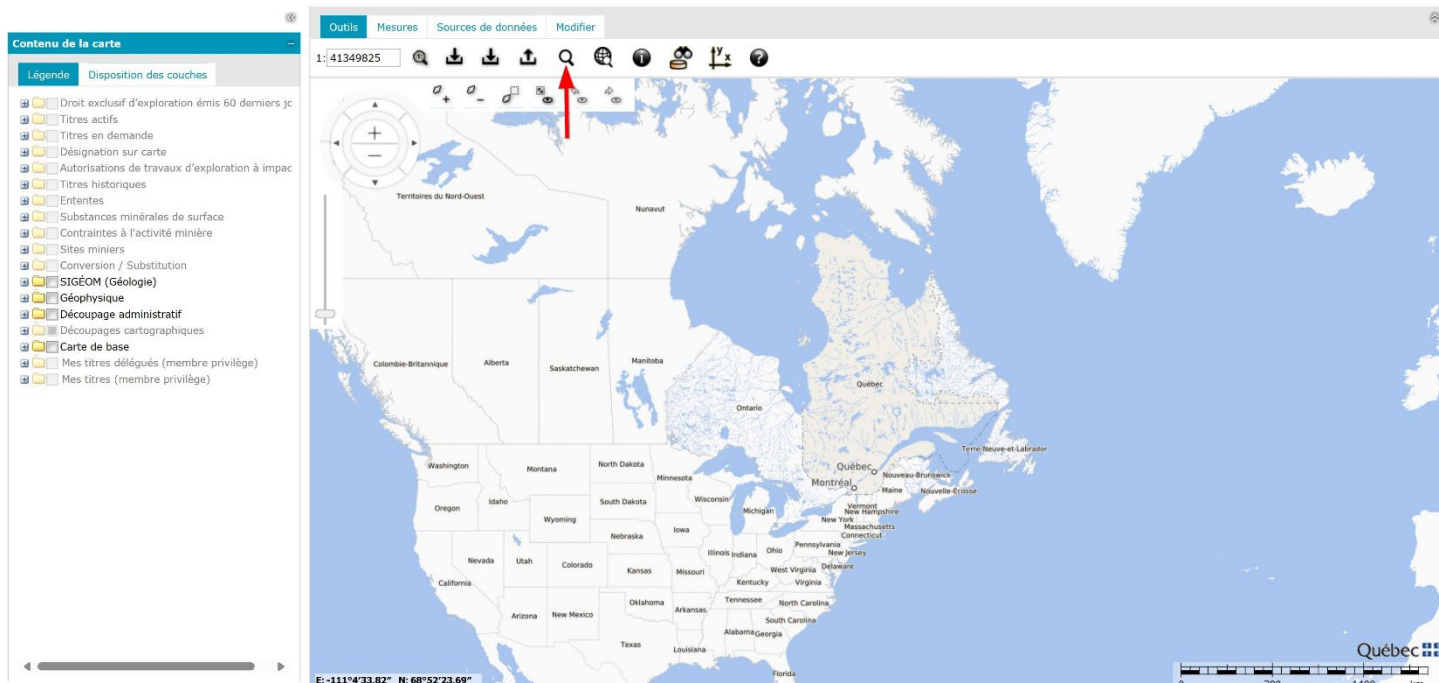 Outils Mesures Sources de données Modifier
Contenu de la carte
1: 41349825
Légende Disposition des couches
Droit exclusif d'exploration émis 60 derniers jc
Titres actifs
Titres en demande
Désignation sur carte
Autorisations de travaux d'exploration à impac
Titres historiques
Ententes
Substances minérales de surface
Contraintes à l'activité minière
Sites miniers
Conversion / Substitution
SIGÉOM (Géologie)
Géophysique
Découpage administratif
Découpages cartographiques
Carte de base
Mes titres délégués (membre privilège)
Mes titres (membre privilège)
Territoires du Nord-Ouest
Nunavut
Colombie-Britannique
Alberta
Saskatchewan
Manitoba
Ontario
Québec
Terre-Neuve-et-Labrador
Québec
Montréal
Nouveau-Brunswick
Maine
Nouvelle-Écosse
Washington
Montana
North Dakota
Minnesota
Oregon
Idaho
Wyoming
South Dakota
Wisconsin
Michigan
Vermont
New Hampshire
New York
Massachusetts
Connecticut
Nebraska
Iowa
Illinois
Indiana
Ohio
Pennsylvania
New Jersey
Nevada
Utah
Colorado
Kansas
Missouri
West Virginia
Delaware
Kentucky
Virginia
California
Arizona
New Mexico
Oklahoma
Arkansas
Tennessee
North Carolina
South Carolina
Alabama
Georgia
Texas
Louisiana
Florida
Québec
E: -111°4'33.82" N: 68°52'23.69"
0 700 1400 km